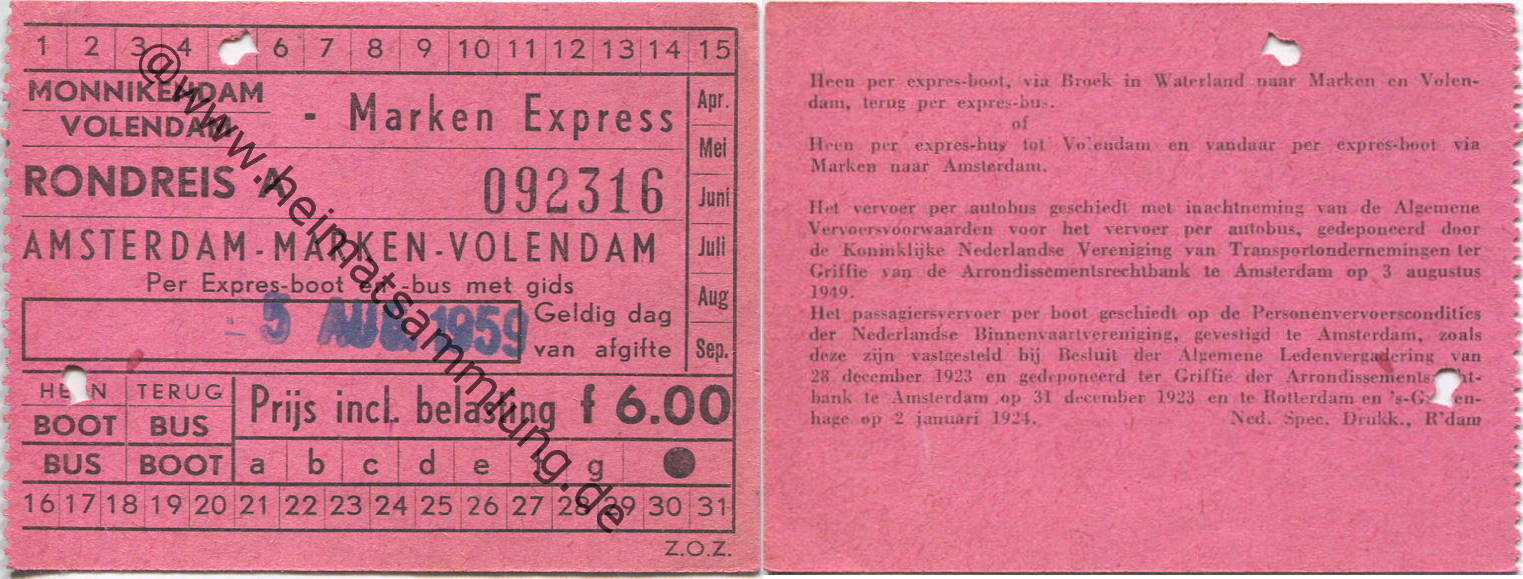 1 2 3 4 6 7 8 9 10 11 12 13 14 15
MONNIKENDAM
VOLENDAM
- Marken Express
RONDREIS A
092316
AMSTERDAM-MARKEN-VOLENDAM
Per Expres-boot en -bus met gids
- 5 AUG. 1959
Geldig dag
van afgifte
Apr.
Mei
Juni
Juli
Aug
Sep.
HEEN TERUG
BOOT BUS
BUS BOOT
Prijs incl. belasting f 6.00
a b c d e f g
16 17 18 19 20 21 22 23 24 25 26 27 28 29 30 31
Z.O.Z.
@www.heimatsammlung.de
Heen per expres-boot, via Broek in Waterland naar Marken en Volen-
dam, terug per expres-bus.
of
Heen per expres-bus tot Volendam en vandaar per expres-boot via
Marken naar Amsterdam.
Het vervoer per autobus geschiedt met inachtneming van de Algemene
Vervoersvoorwaarden voor het vervoer per autobus, gedeponeerd door
de Koninklijke Nederlandse Vereniging van Transportondernemingen ter
Griffie van de Arrondissementsrechtbank te Amsterdam op 3 augustus
1949.
Het passagiersvervoer per boot geschiedt op de Personenvervoerscondities
der Nederlandse Binnenvaartvereniging, gevestigd te Amsterdam, zoals
deze zijn vastgesteld bij Besluit der Algemene Ledenvergadering van
28 december 1923 en gedeponeerd ter Griffie der Arrondissementsrecht-
bank te Amsterdam op 31 december 1923 en te Rotterdam en 's-Graven-
hage op 2 januari 1924. Ned. Spec. Drukk., R'dam